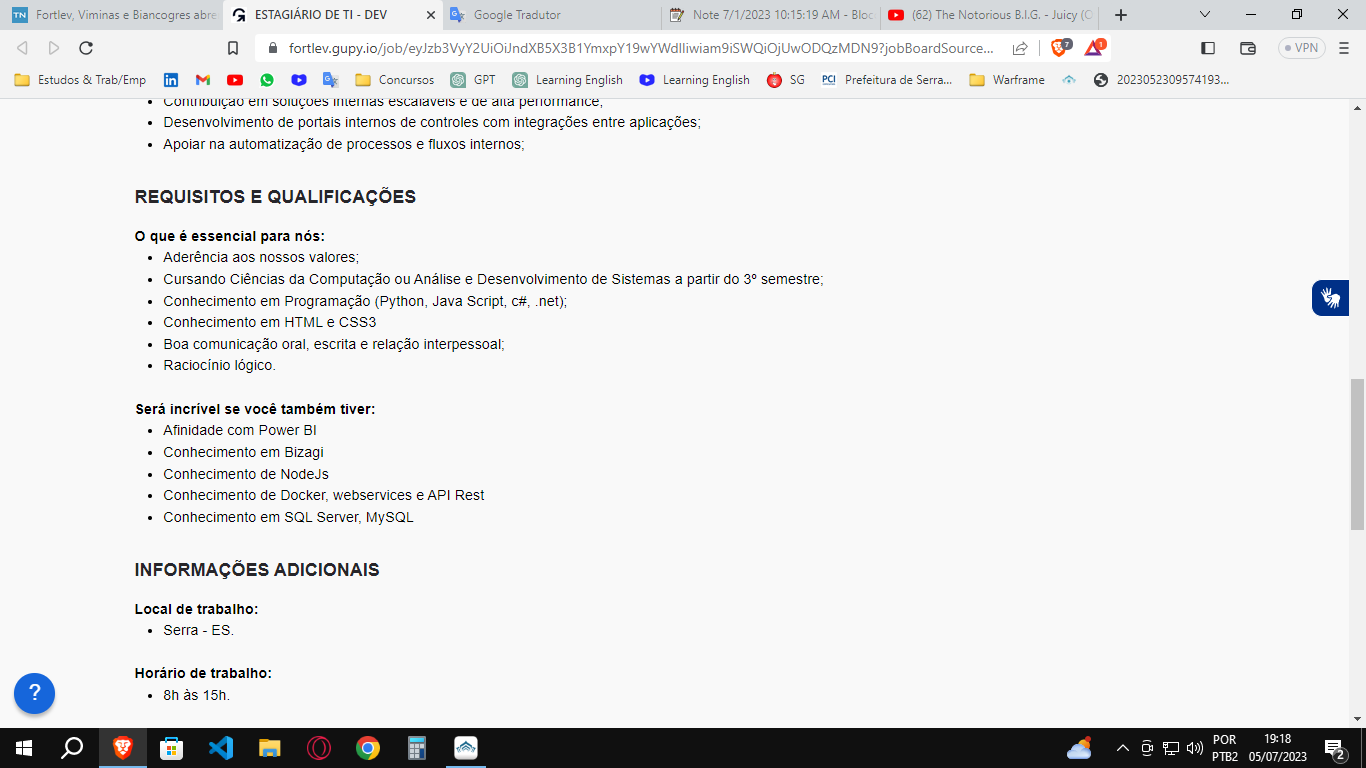 Fortlev, Viminas e Biancogres abre
ESTAGIÁRIO DE TI - DEV
Google Tradutor
Note 7/1/2023 10:15:19 AM - Bloc
(62) The Notorious B.I.G. - Juicy (O
fortlev.gupy.io/job/eyJzb3VyY2UiOiJndXB5X3B1YmxpY19wYWdlIiwiam9iSWQiOjUwODQzMDN9?jobBoardSource...
7
1
VPN
Estudos & Trab/Emp
Concursos
GPT
Learning English
Learning English
SG
PCI
Prefeitura de Serra...
Warframe
2023052309574193...
Contribuição em soluções internas escaláveis e de alta performance;
Desenvolvimento de portais internos de controles com integrações entre aplicações;
Apoiar na automatização de processos e fluxos internos;
REQUISITOS E QUALIFICAÇÕES
O que é essencial para nós:
Aderência aos nossos valores;
Cursando Ciências da Computação ou Análise e Desenvolvimento de Sistemas a partir do 3º semestre;
Conhecimento em Programação (Python, Java Script, c#, .net);
Conhecimento em HTML e CSS3
Boa comunicação oral, escrita e relação interpessoal;
Raciocínio lógico.
Será incrível se você também tiver:
Afinidade com Power BI
Conhecimento em Bizagi
Conhecimento de NodeJs
Conhecimento de Docker, webservices e API Rest
Conhecimento em SQL Server, MySQL
INFORMAÇÕES ADICIONAIS
Local de trabalho:
Serra - ES.
Horário de trabalho:
8h às 15h.
?
POR
PTB2
19:18
05/07/2023
2